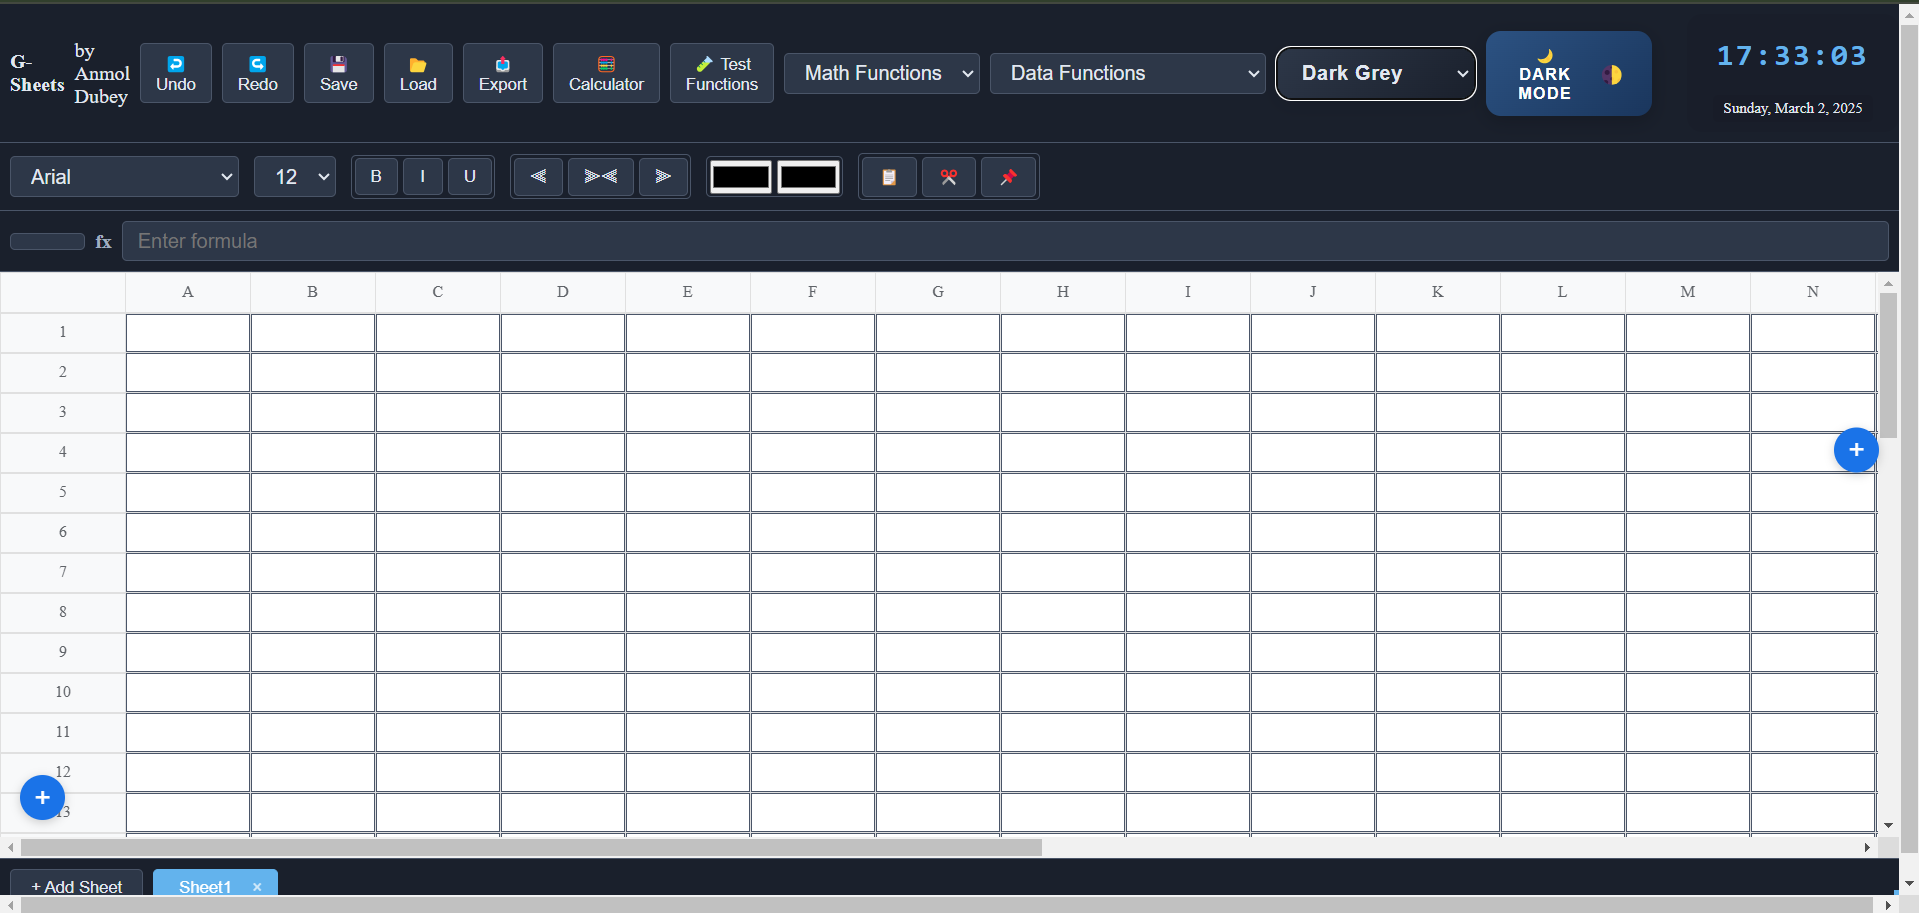 G-
Sheets
by
Anmol
Dubey
Undo
Redo
Save
Load
Export
Calculator
Test
Functions
Math Functions
Data Functions
Dark Grey
DARK
MODE
17:33:03
Sunday, March 2, 2025
Arial
12
B
I
U
fx
Enter formula
A B C D E F G H I J K L M N
1
2
3
4
+
5
6
7
8
9
10
11
12
+
13
+ Add Sheet
Sheet1 ×